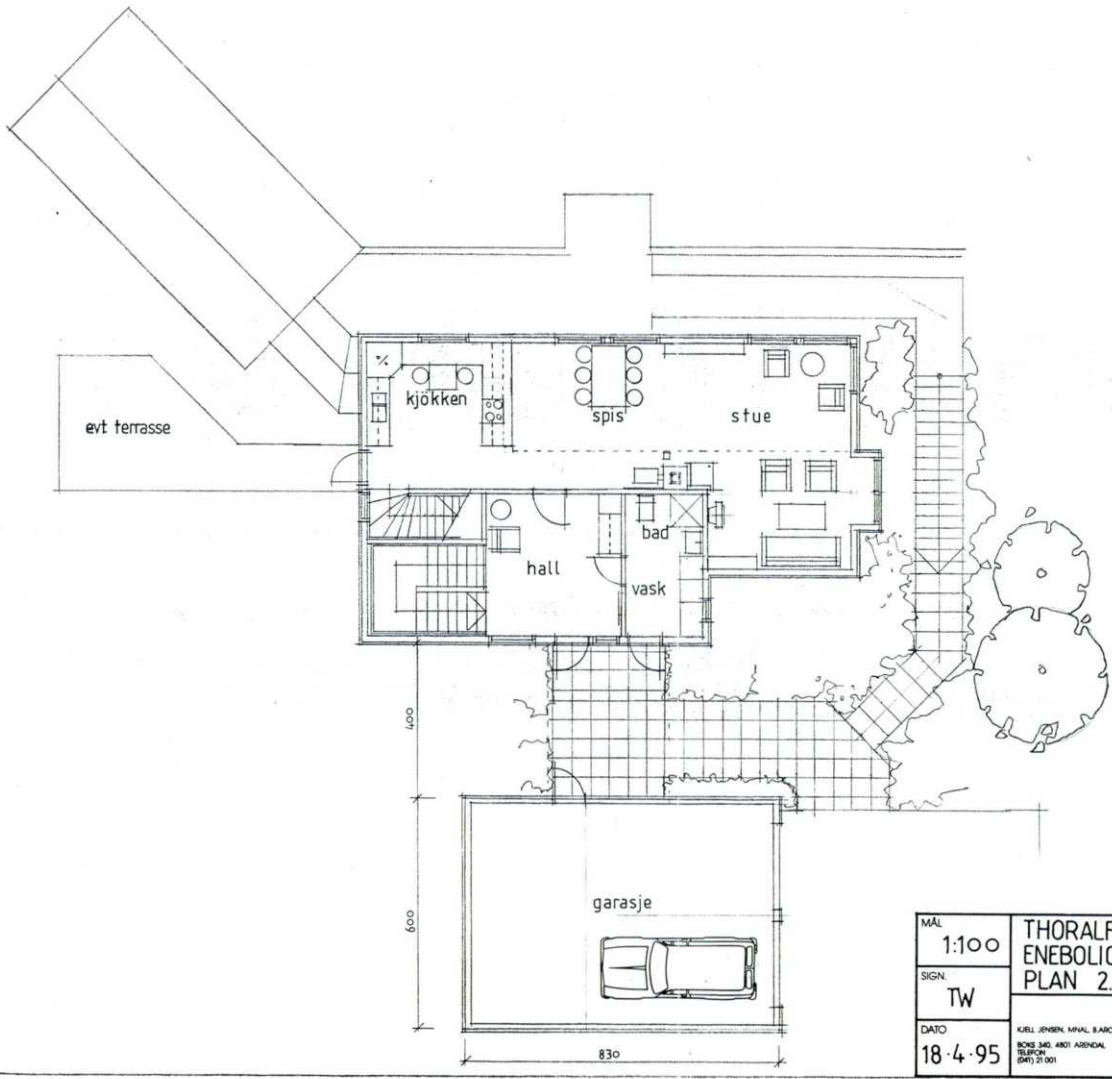 evt terrasse
kjökken
spis
stue
bad
hall
vask
400
600
garasje
830
MÅL
1:100
SIGN.
TW
DATO
18·4·95
THORALF
ENEBOLIG
PLAN 2.
KJELL JENSEN, MNAL, B.ARC
BOKS 340, 4801 ARENDAL
TELEFON
(041) 21 001